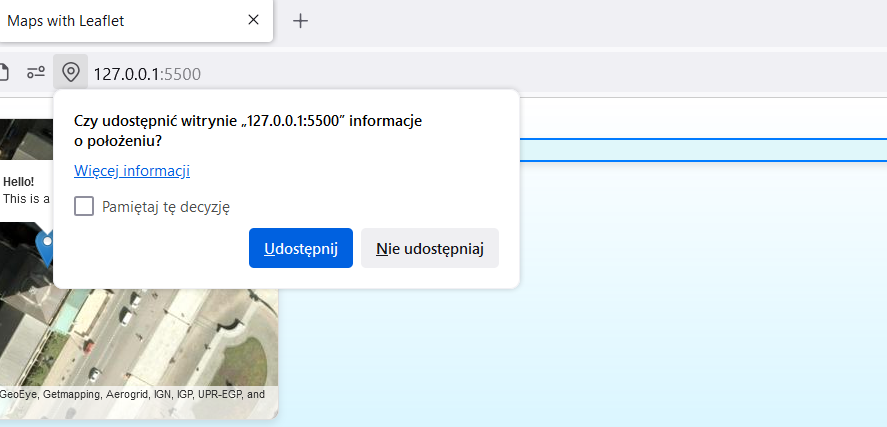 Maps with Leaflet
127.0.0.1:5500
Czy udostępnić witrynie „127.0.0.1:5500” informacje
o położeniu?
Więcej informacji
Pamiętaj tę decyzję
Udostępnij
Nie udostępniaj
Hello!
This is a
GeoEye, Getmapping, Aerogrid, IGN, IGP, UPR-EGP, and